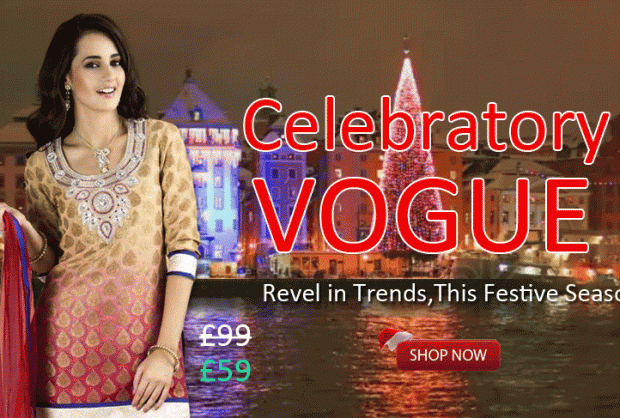 Celebratory
VOGUE
Revel in Trends,This Festive Seaso
£99
£59
SHOP NOW